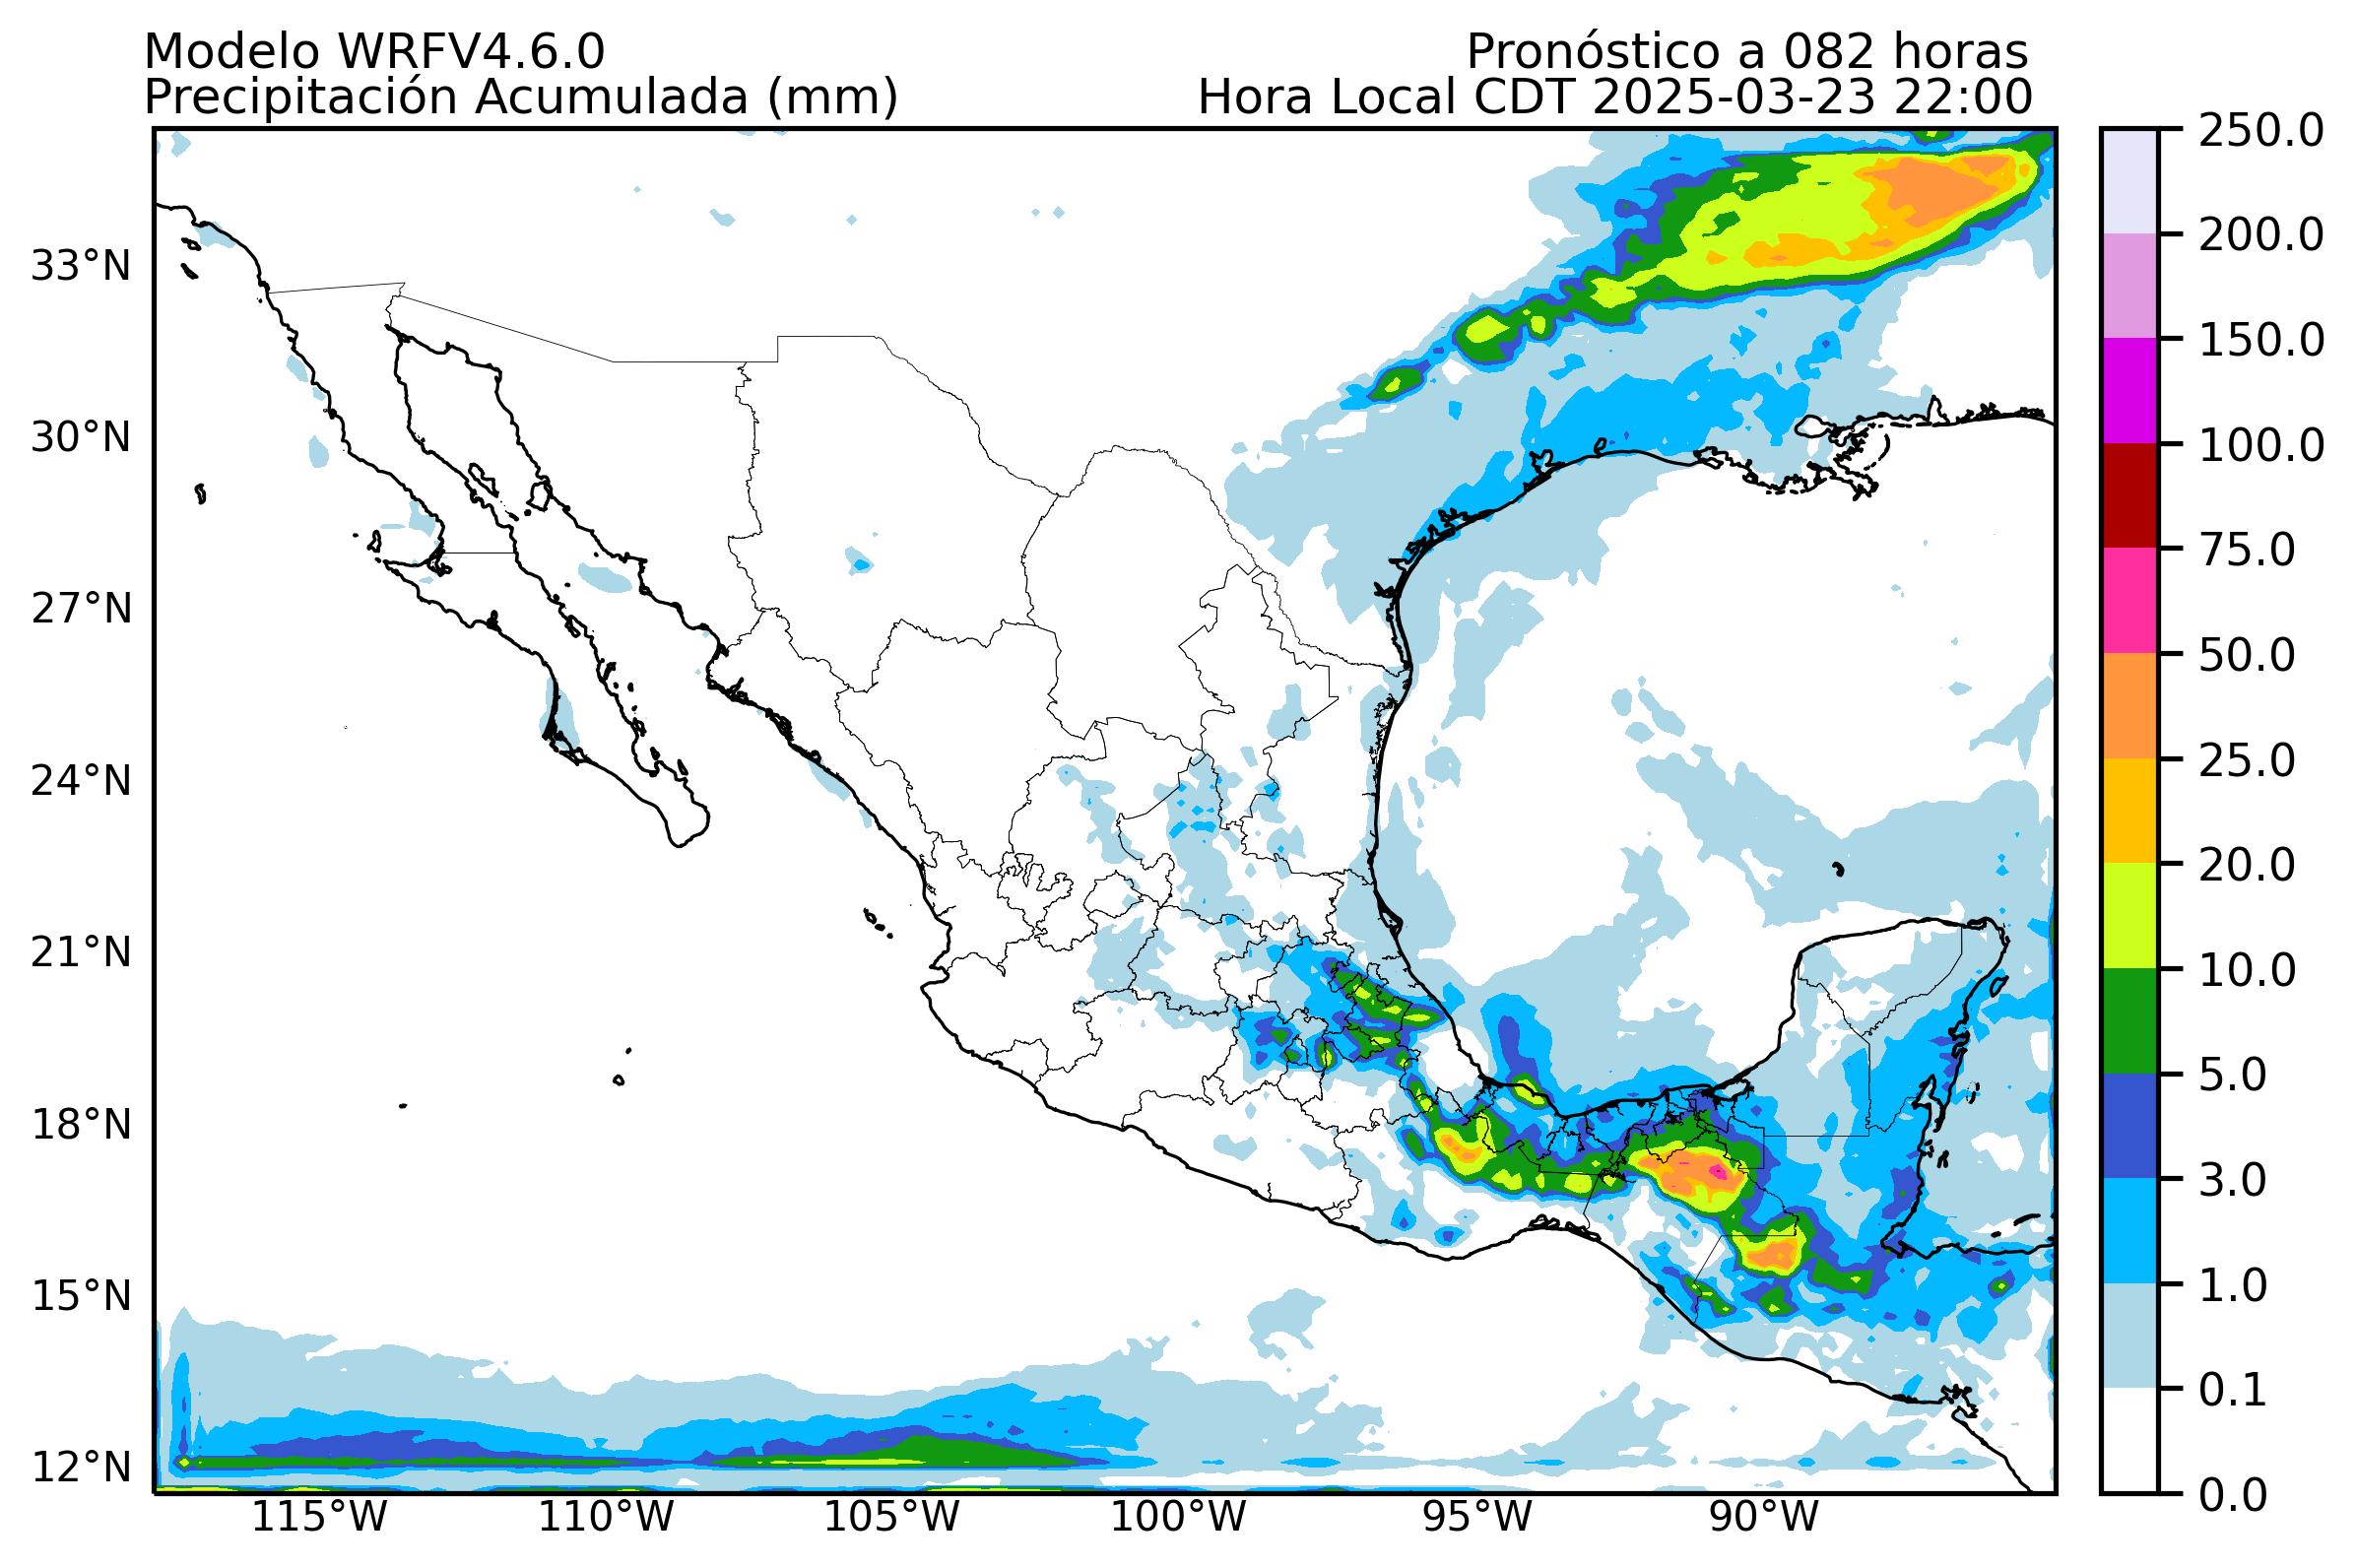 Modelo WRFV4.6.0
Pronóstico a 082 horas
Precipitación Acumulada (mm)
Hora Local CDT 2025-03-23 22:00
250.0
200.0
150.0
100.0
75.0
50.0
25.0
20.0
10.0
5.0
3.0
1.0
0.1
0.0
33°N
30°N
27°N
24°N
21°N
18°N
15°N
12°N
115°W
110°W
105°W
100°W
95°W
90°W